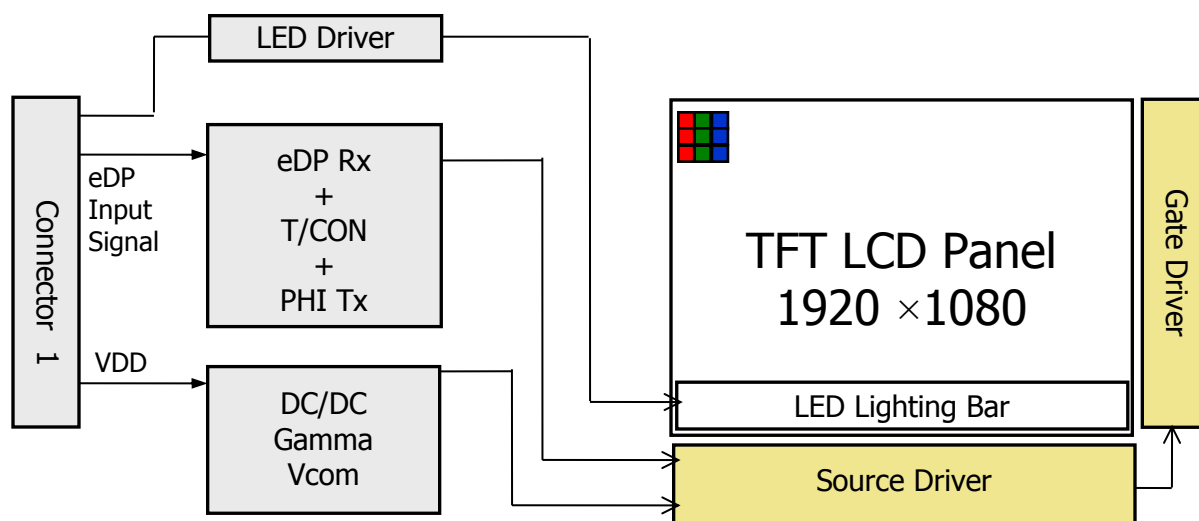 LED Driver
Connector 1
eDP
Input
Signal
eDP Rx
+
T/CON
+
PHI Tx
VDD
DC/DC
Gamma
Vcom
TFT LCD Panel
1920 ×1080
LED Lighting Bar
Source Driver
Gate Driver